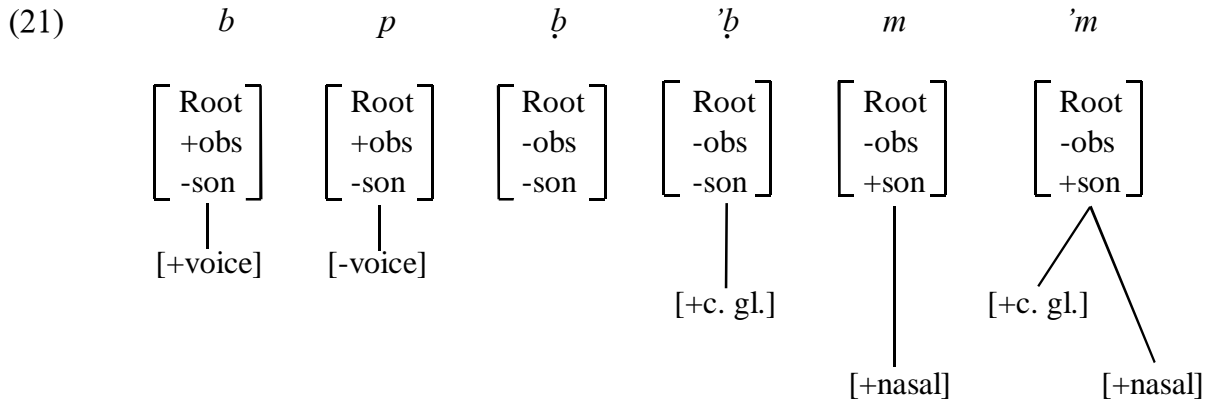 (21) b p ḅ ’ḅ m ’m
Root Root Root Root Root Root
+obs +obs -obs -obs -obs -obs
-son -son -son -son +son +son
[+voice] [-voice]
[+c. gl.] [+c. gl.]
[+nasal] [+nasal]